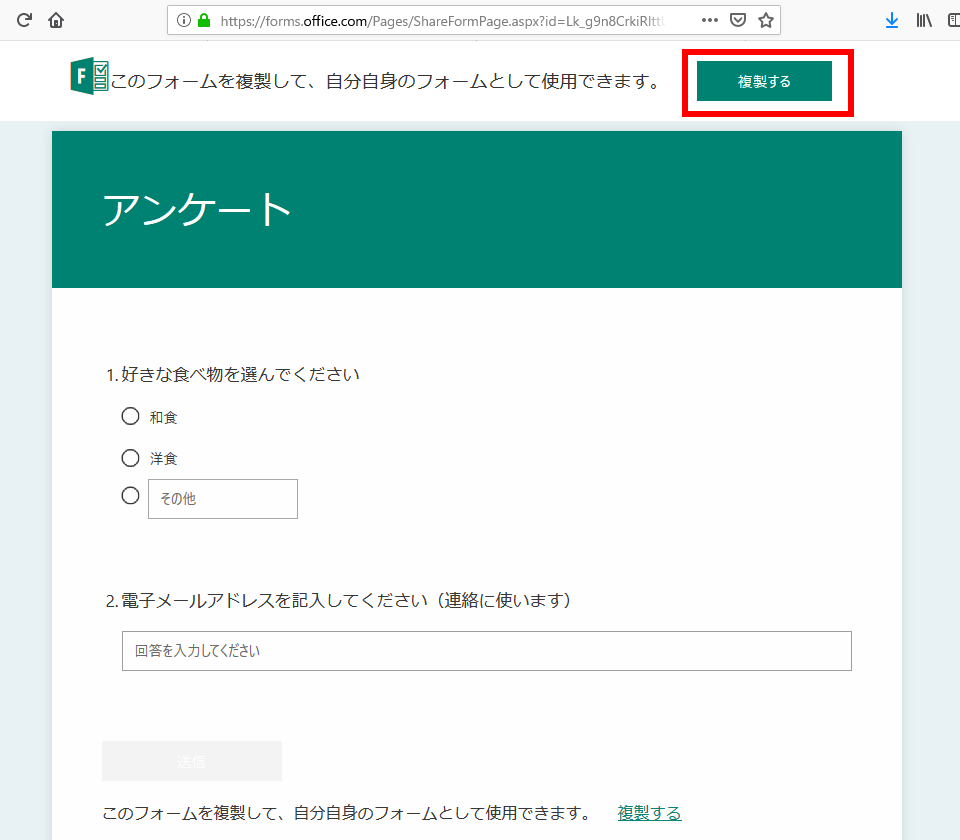 https://forms.office.com/Pages/ShareFormPage.aspx?id=Lk_g9n8CrkiRItt
F
このフォームを複製して、自分自身のフォームとして使用できます。 複製する
アンケート
1. 好きな食べ物を選んでください
和食
洋食
その他
2. 電子メールアドレスを記入してください（連絡に使います）
回答を入力してください
送信
このフォームを複製して、自分自身のフォームとして使用できます。 複製する